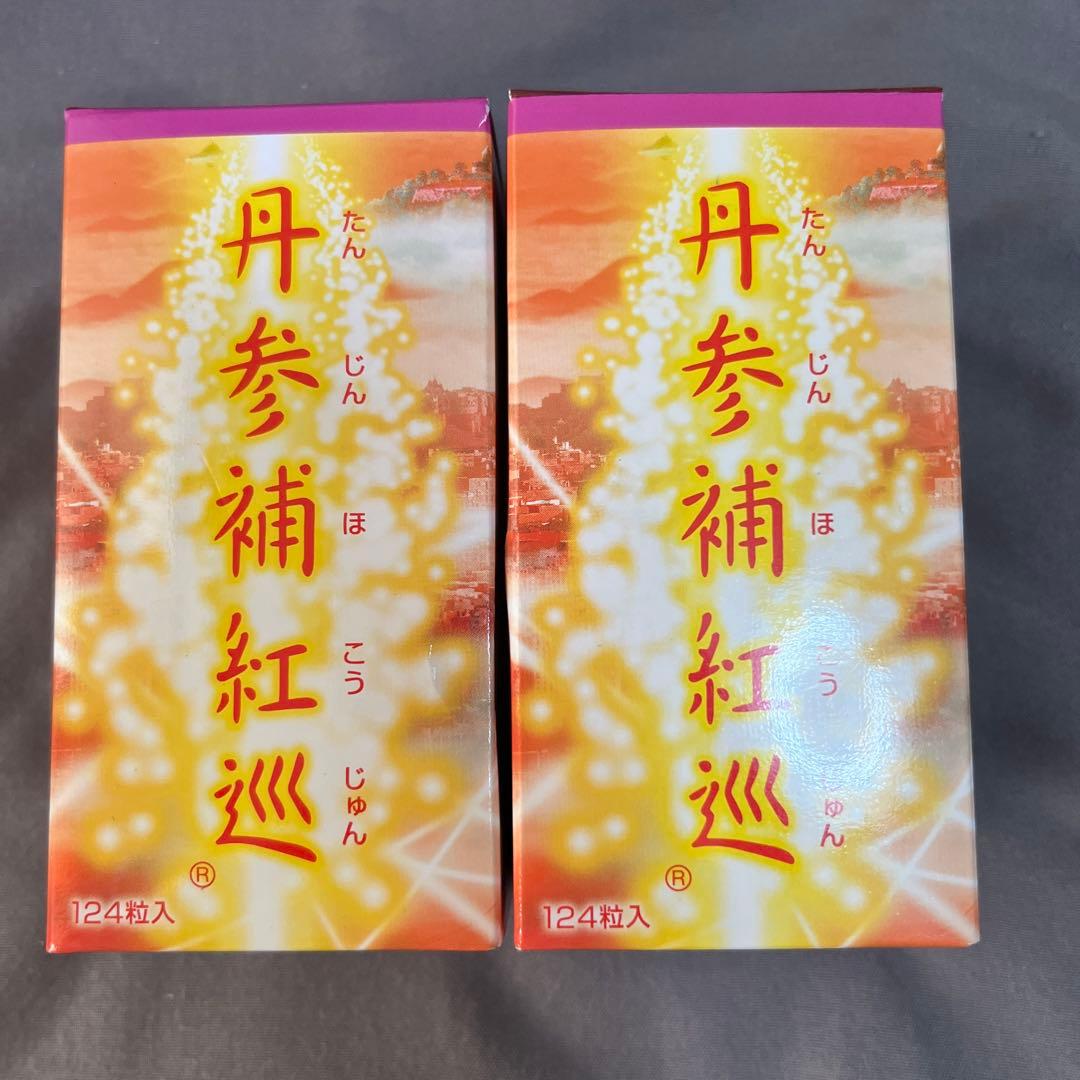 丹参補紅巡
たん じん ほ こう じゅん
®
124粒入
丹参補紅巡
たん じん ほ こう じゅん
®
124粒入